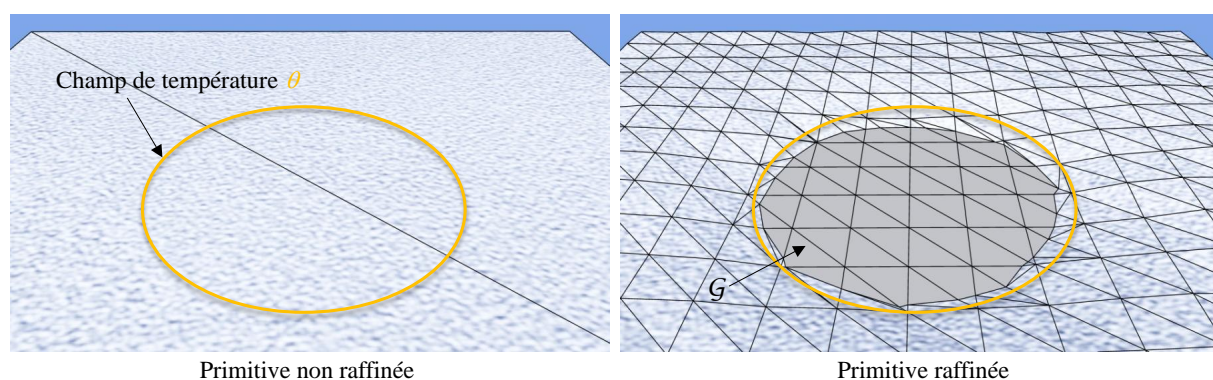 Champ de température θ
𝒢
Primitive non raffinée
Primitive raffinée